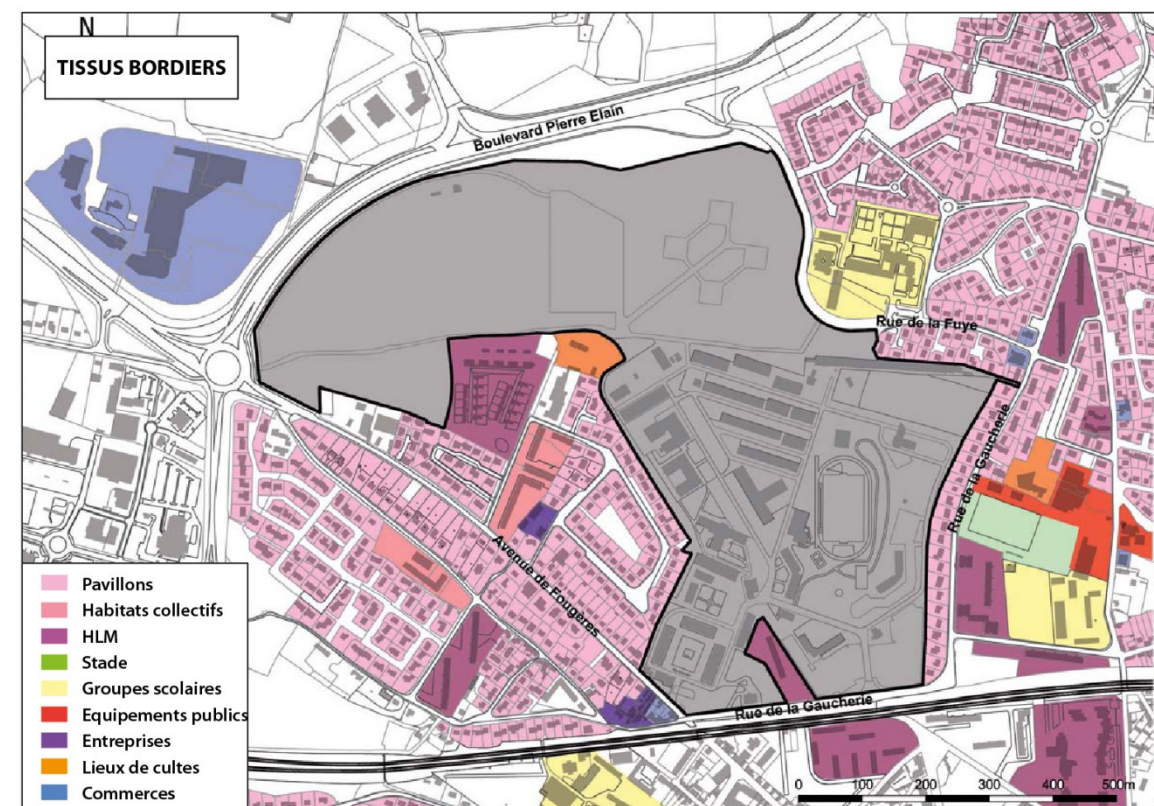 N
TISSUS BORDIERS
Boulevard Pierre Elain
Rue de la Fuye
Rue de la Gaucherie
Avenue de Fougères
Rue de la Gaucherie
Pavillons
Habitats collectifs
HLM
Stade
Groupes scolaires
Equipements publics
Entreprises
Lieux de cultes
Commerces
0 100 200 300 400 500m